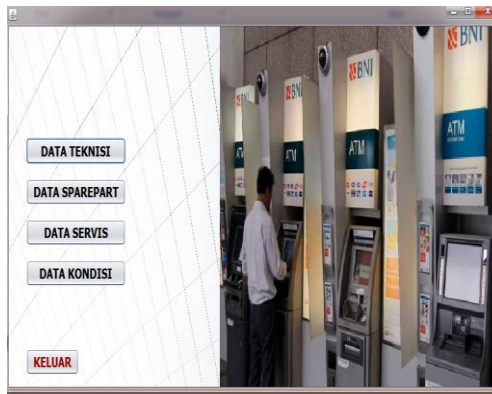 DATA TEKNISI
DATA SPAREPART
DATA SERVIS
DATA KONDISI
KELUAR
BNI
BNI
BNI
BNI
ATM
ATM
ATM